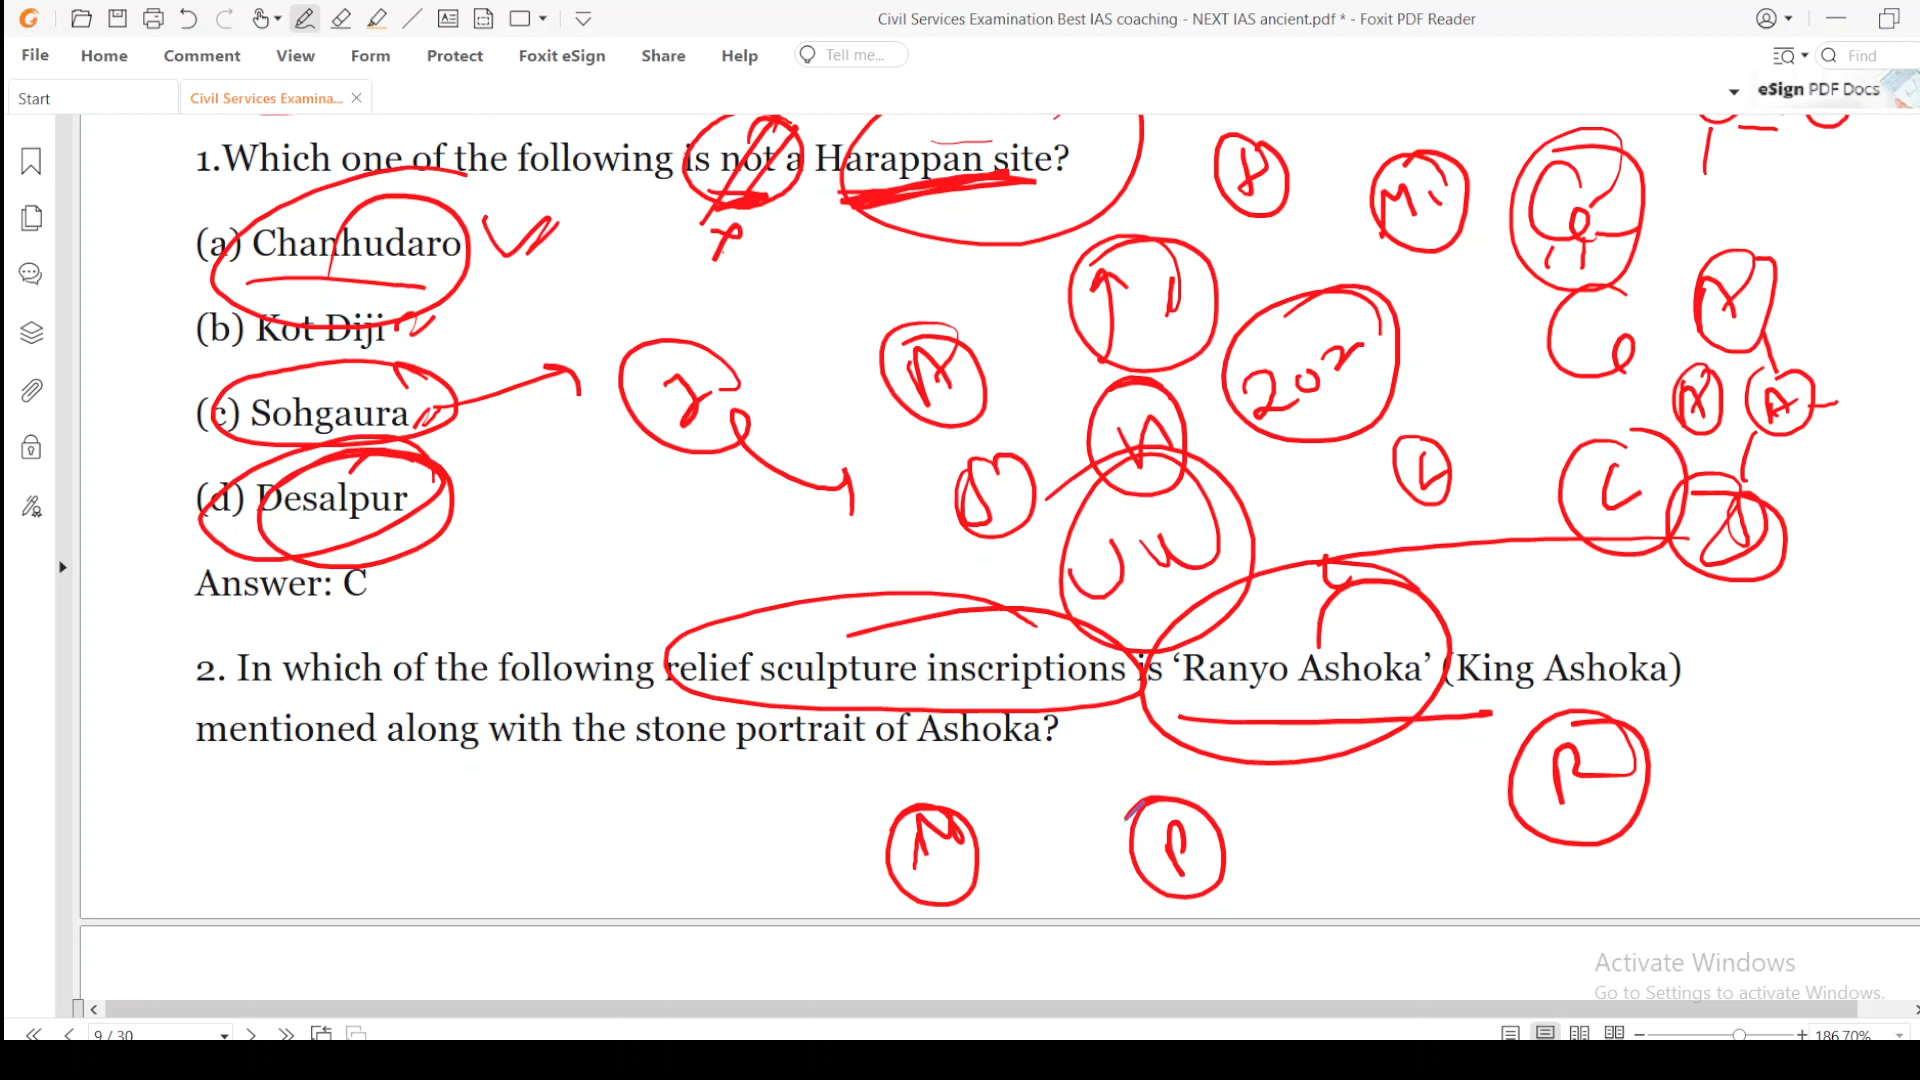 Civil Services Examination Best IAS coaching - NEXT IAS ancient.pdf * - Foxit PDF Reader
File Home Comment View Form Protect Foxit eSign Share Help Tell me... Find
Start Civil Services Examina... eSign PDF Docs
1.Which one of the following is not a Harappan site?
(a) Chanhudaro
(b) Kot Diji
(c) Sohgaura
(d) Desalpur
Answer: C
2. In which of the following relief sculpture inscriptions is ‘Ranyo Ashoka’ (King Ashoka)
mentioned along with the stone portrait of Ashoka?
Activate Windows
Go to Settings to activate Windows.
9 / 30 186.70%